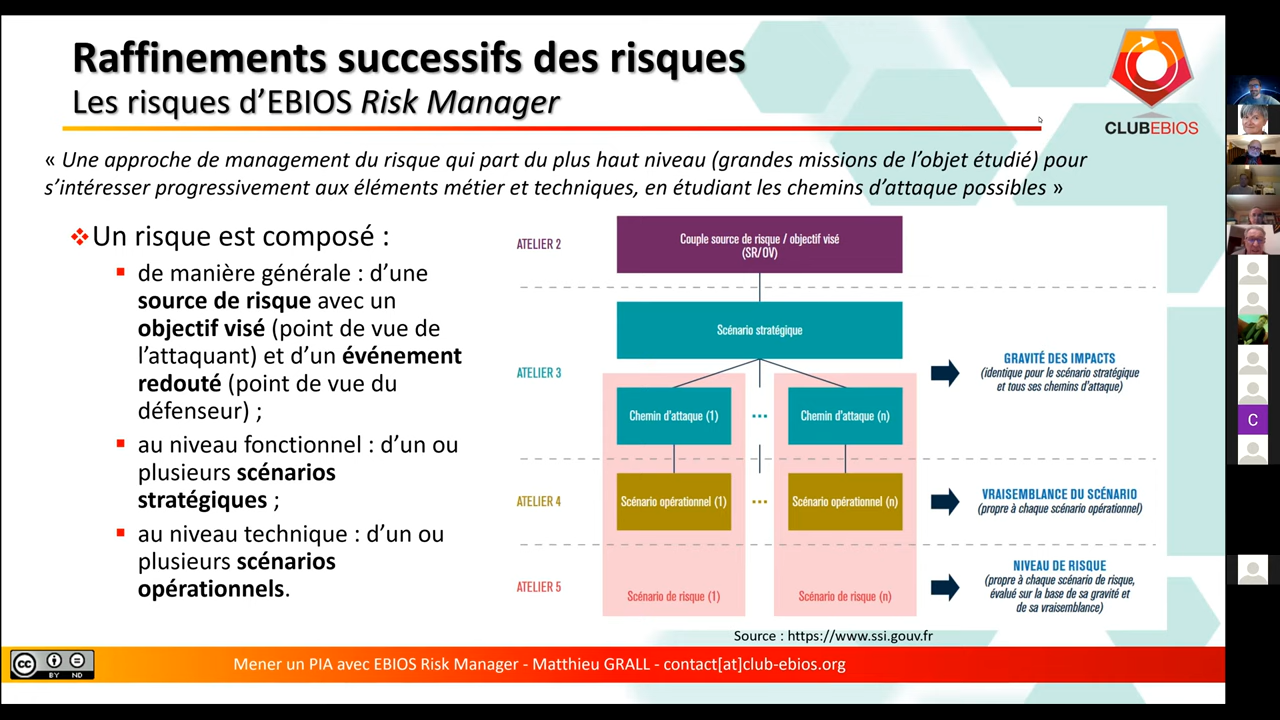 Raffinements successifs des risques
Les risques d’EBIOS Risk Manager
CLUBEBIOS
« Une approche de management du risque qui part du plus haut niveau (grandes missions de l’objet étudié) pour
s’intéresser progressivement aux éléments métier et techniques, en étudiant les chemins d’attaque possibles »
Un risque est composé :
de manière générale : d’une
source de risque avec un
objectif visé (point de vue de
l’attaquant) et d’un événement
redouté (point de vue du
défenseur) ;
au niveau fonctionnel : d’un ou
plusieurs scénarios
stratégiques ;
au niveau technique : d’un ou
plusieurs scénarios
opérationnels.
ATELIER 2
Couple source de risque / objectif visé
(SR/OV)
Scénario stratégique
ATELIER 3
GRAVITÉ DES IMPACTS
(identique pour le scénario stratégique
et tous ses chemins d’attaque)
Chemin d’attaque (1)
...
Chemin d’attaque (n)
ATELIER 4
Scénario opérationnel (1)
...
Scénario opérationnel (n)
VRAISEMBLANCE DU SCÉNARIO
(propre à chaque scénario opérationnel)
ATELIER 5
Scénario de risque (1)
Scénario de risque (n)
NIVEAU DE RISQUE
(propre à chaque scénario de risque,
évalué sur la base de sa gravité et
de sa vraisemblance)
Source : https://www.ssi.gouv.fr
cc
BY ND
Mener un PIA avec EBIOS Risk Manager - Matthieu GRALL - contact[at]club-ebios.org
C